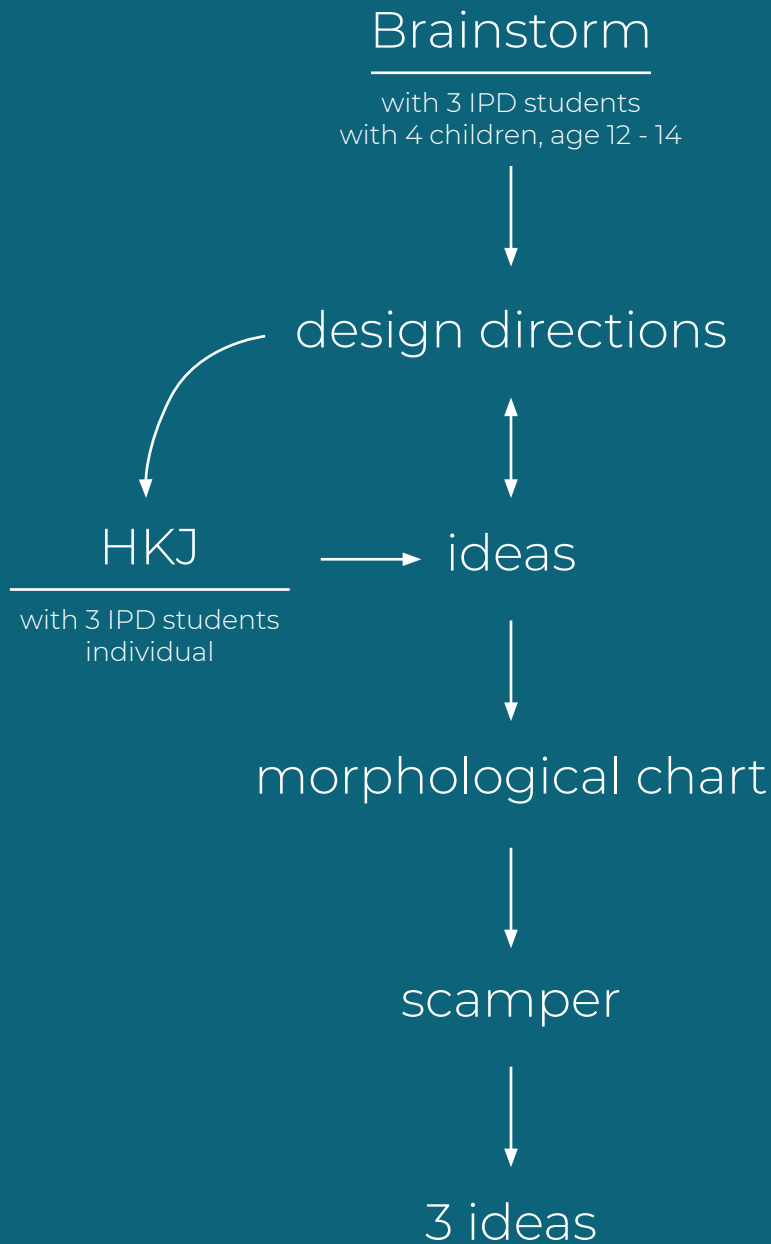 Brainstorm
with 3 IPD students
with 4 children, age 12 - 14
design directions
HKJ
with 3 IPD students
individual
ideas
morphological chart
scamper
3 ideas